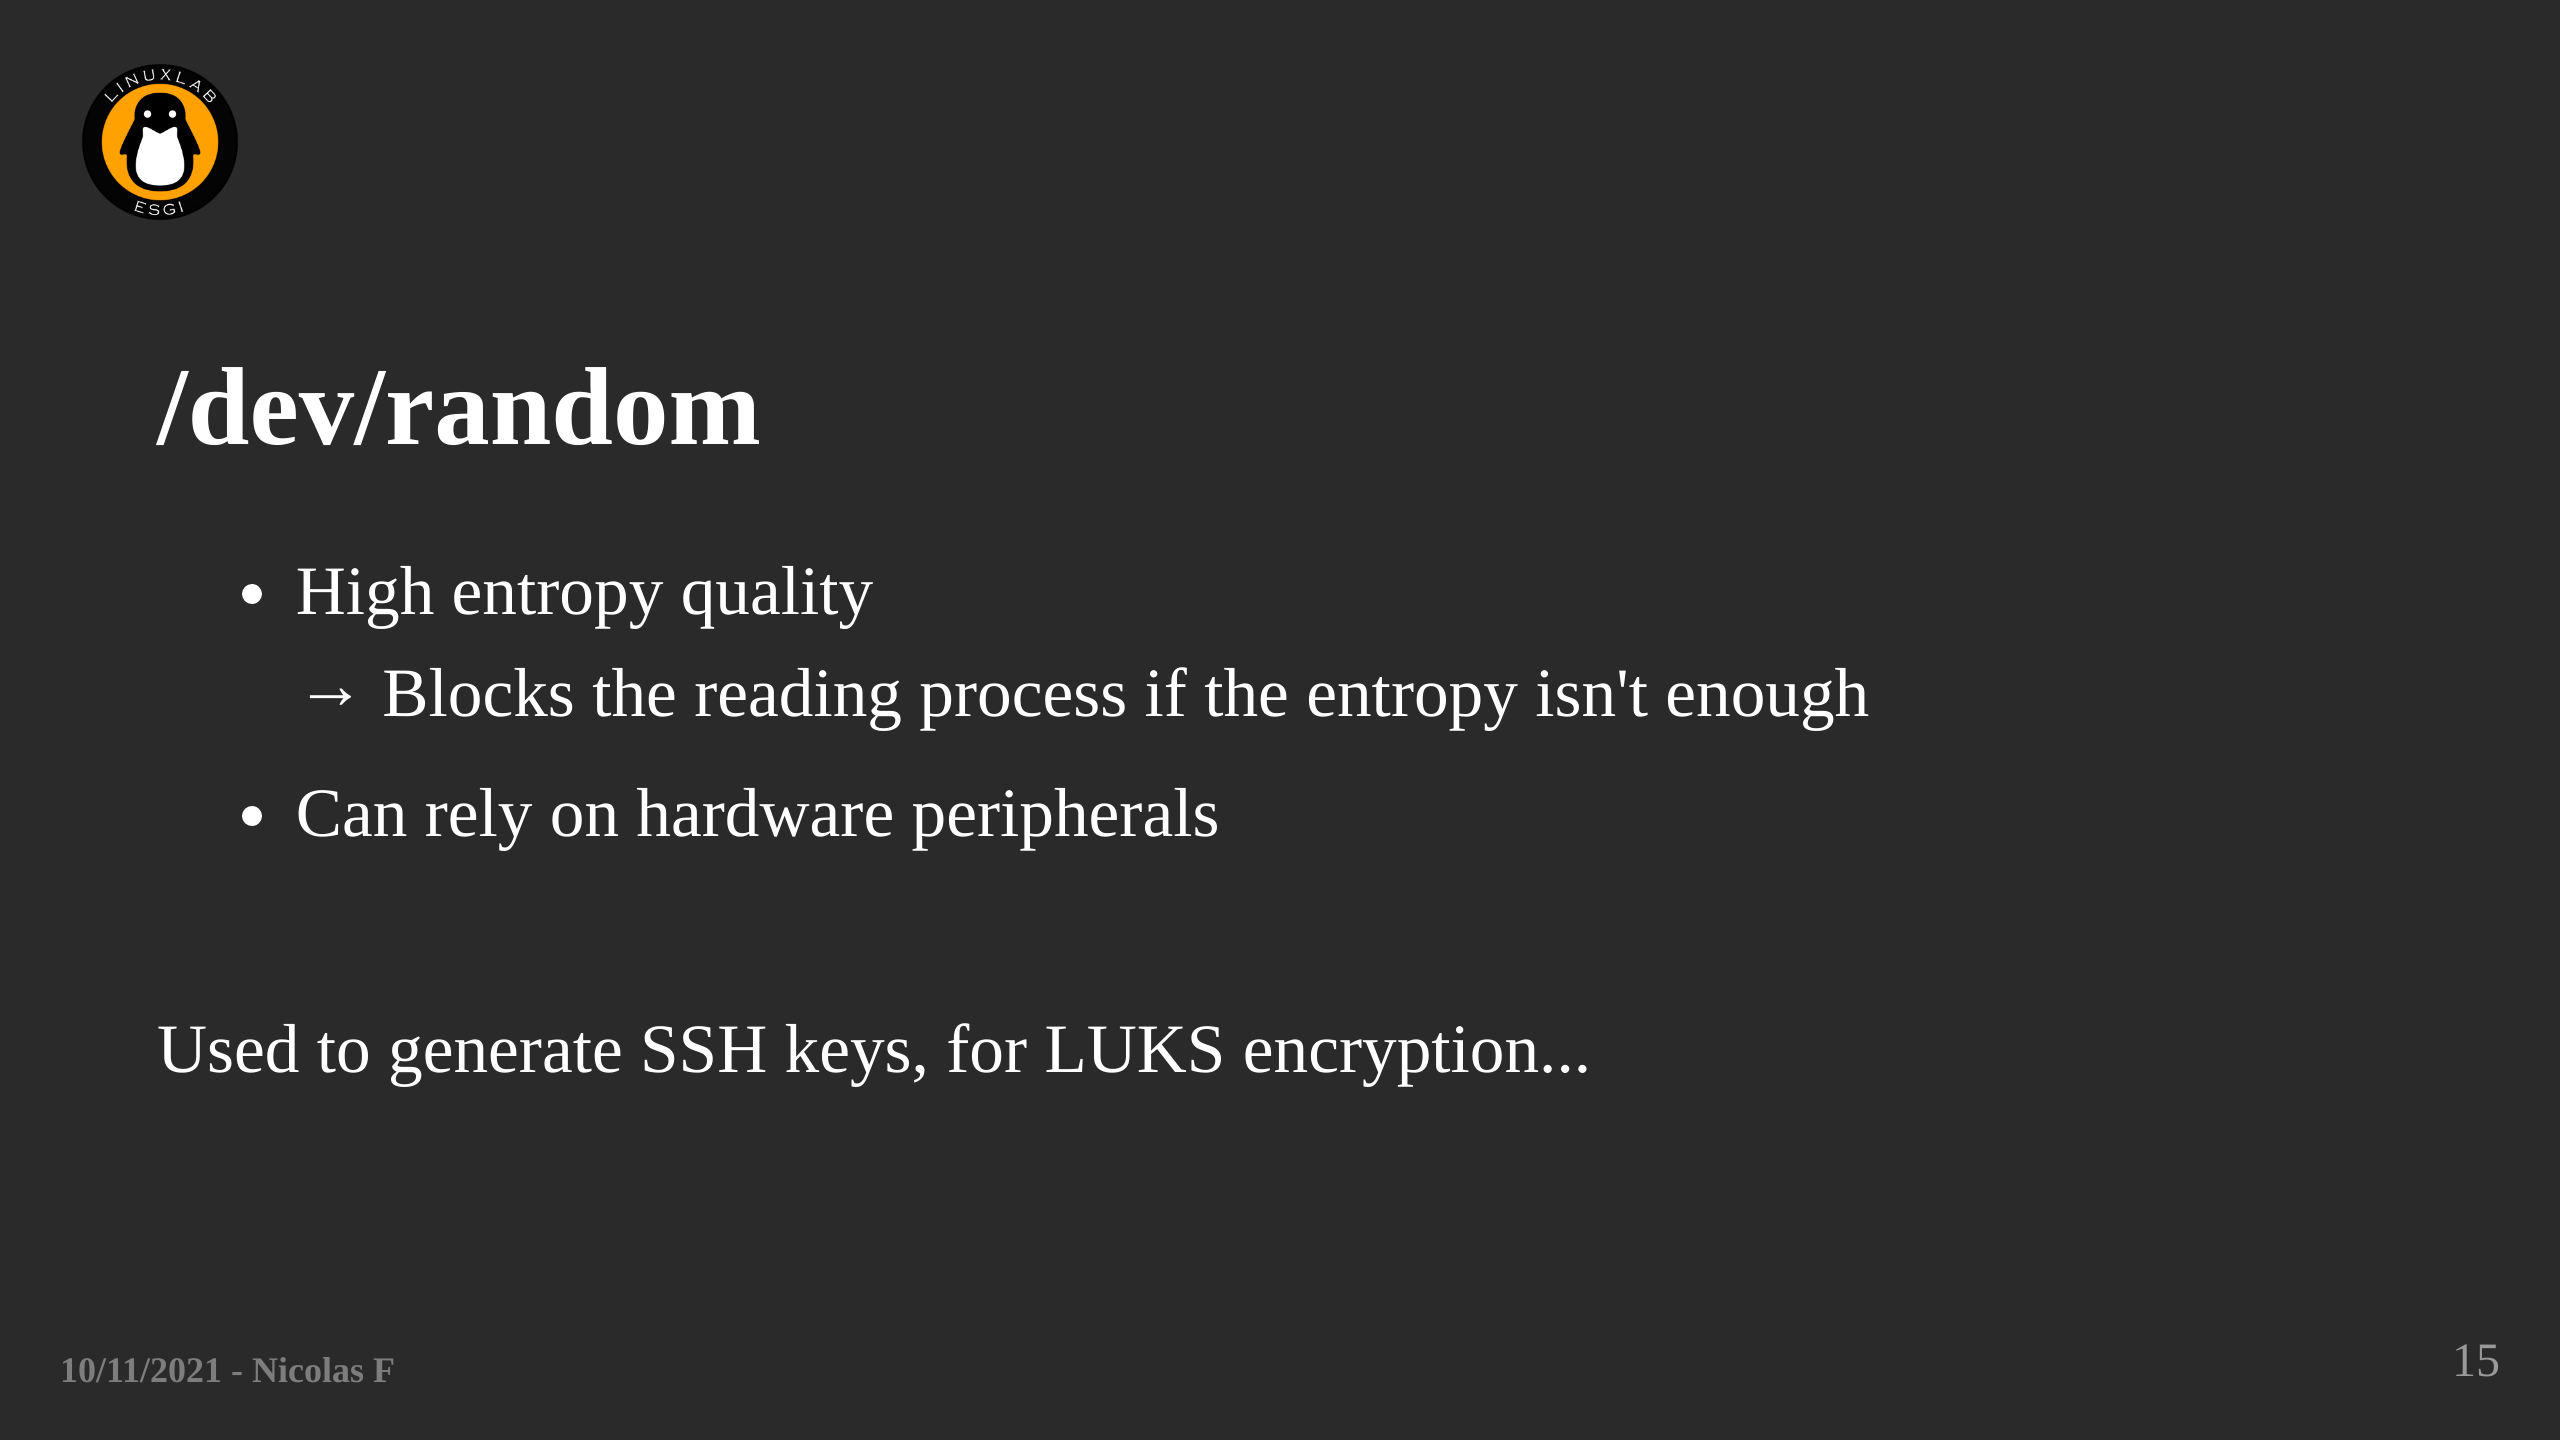 LINUXLAB
ESGI
/dev/random
• High entropy quality
→ Blocks the reading process if the entropy isn't enough
• Can rely on hardware peripherals
Used to generate SSH keys, for LUKS encryption...
10/11/2021 - Nicolas F
15